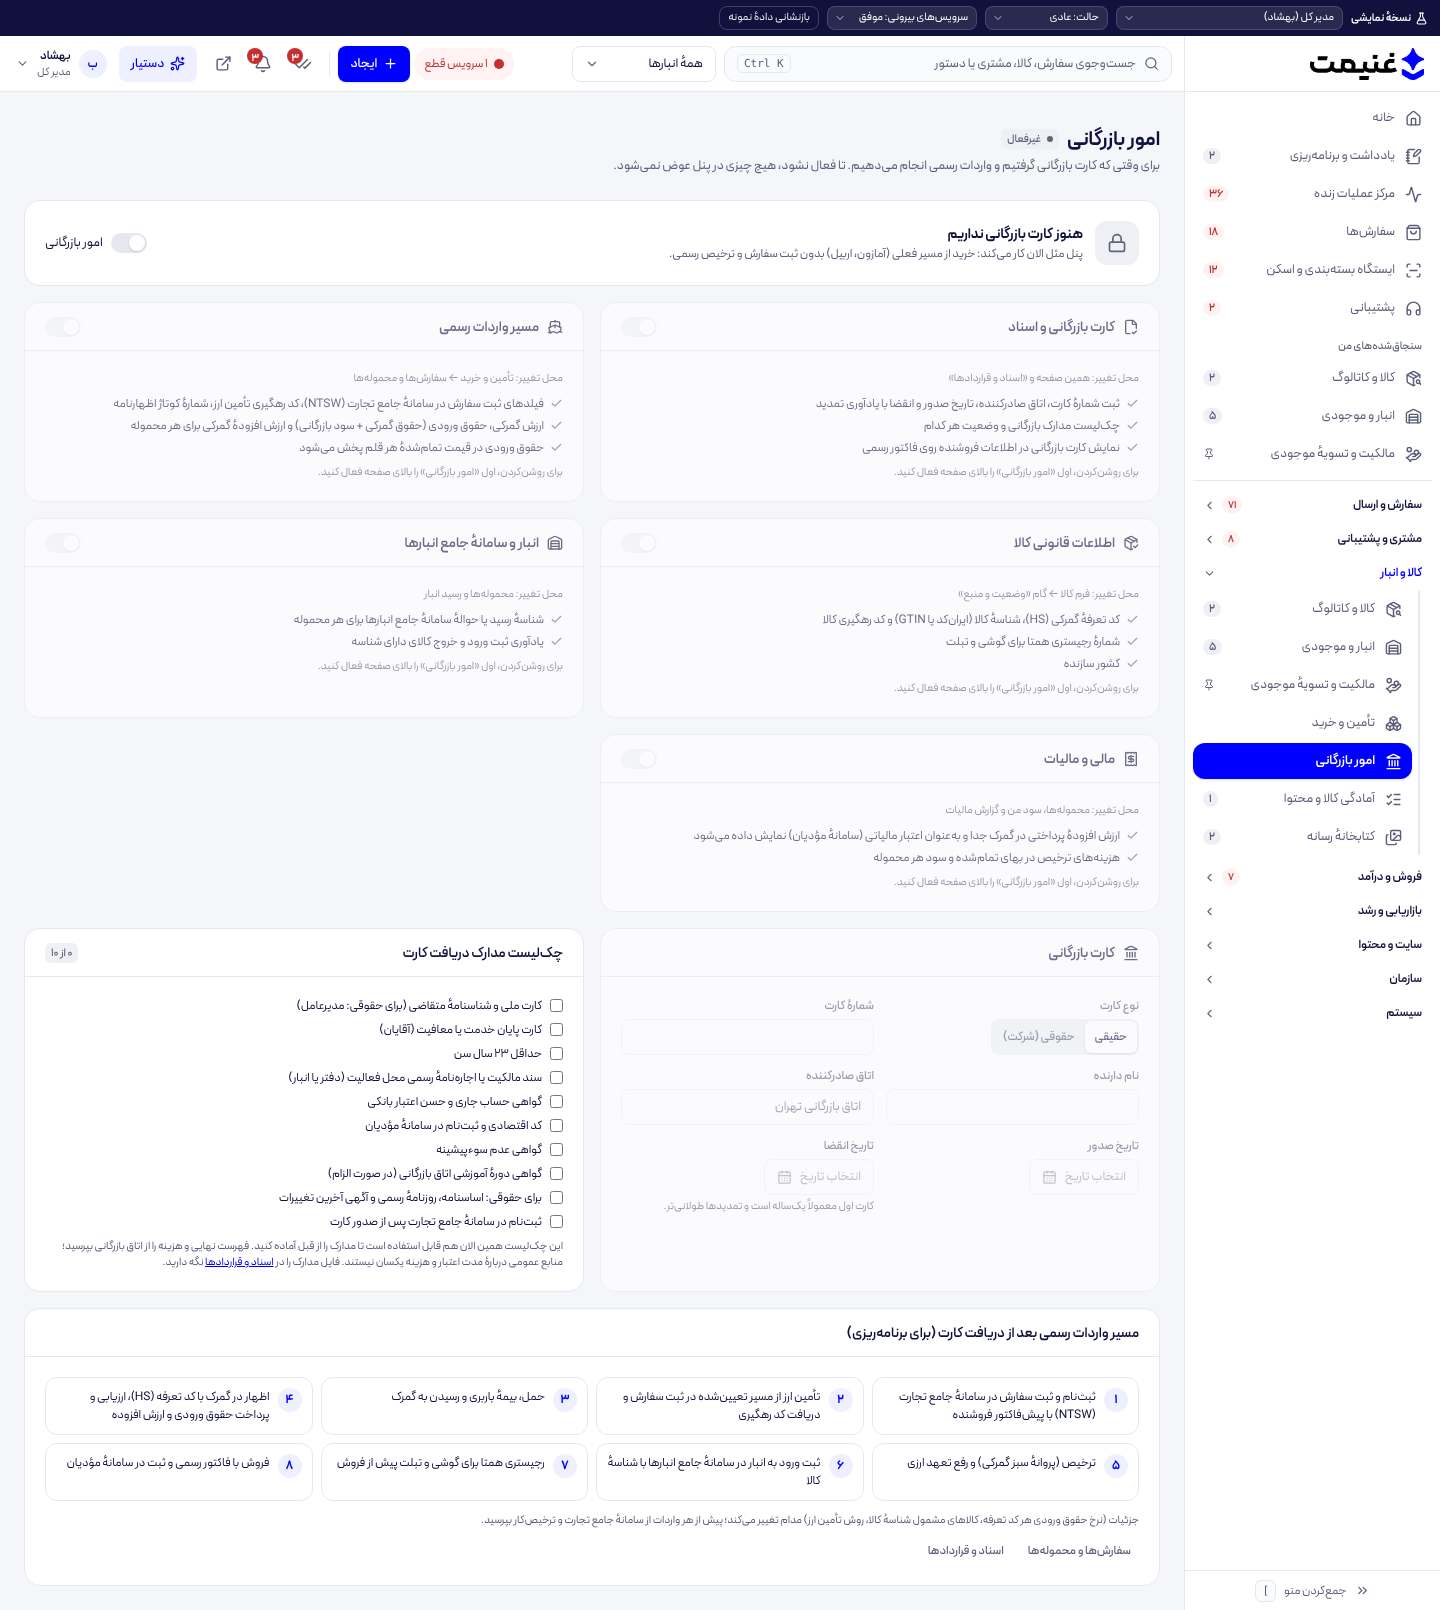 نسخهٔ نمایشی
مدیر کل (بهشاد)
حالت: عادی
سرویس‌های بیرونی: موفق
بازنشانی دادهٔ نمونه
غنیمت
جست‌وجوی سفارش، کالا، مشتری یا دستور
Ctrl K
همهٔ انبارها
۱ سرویس قطع
ایجاد
۳
۳
دستیار
ب
بهشاد
مدیر کل
خانه
یادداشت و برنامه‌ریزی ۲
مرکز عملیات زنده ۳۶
سفارش‌ها ۱۸
ایستگاه بسته‌بندی و اسکن ۱۲
پشتیبانی ۲
سنجاق‌شده‌های من
کالا و کاتالوگ ۲
انبار و موجودی ۵
مالکیت و تسویهٔ موجودی
سفارش و ارسال ۷۱
مشتری و پشتیبانی ۸
کالا و انبار
کالا و کاتالوگ ۲
انبار و موجودی ۵
مالکیت و تسویهٔ موجودی
تأمین و خرید
امور بازرگانی
آمادگی کالا و محتوا ۱
کتابخانهٔ رسانه ۲
فروش و درآمد ۷
بازاریابی و رشد
سایت و محتوا
سازمان
سیستم
جمع‌کردن منو [
امور بازرگانی
غیرفعال
برای وقتی که کارت بازرگانی گرفتیم و واردات رسمی انجام می‌دهیم. تا فعال نشود، هیچ چیزی در پنل عوض نمی‌شود.
هنوز کارت بازرگانی نداریم
پنل مثل الان کار می‌کند: خرید از مسیر فعلی (آمازون، اربیل) بدون ثبت سفارش و ترخیص رسمی.
امور بازرگانی
کارت بازرگانی و اسناد
محل تغییر: همین صفحه و «اسناد و قراردادها»
ثبت شمارهٔ کارت، اتاق صادرکننده، تاریخ صدور و انقضا با یادآوری تمدید
چک‌لیست مدارک بازرگانی و وضعیت هر کدام
نمایش کارت بازرگانی در اطلاعات فروشنده روی فاکتور رسمی
برای روشن‌کردن، اول «امور بازرگانی» را بالای صفحه فعال کنید.
مسیر واردات رسمی
محل تغییر: تأمین و خرید ← سفارش‌ها و محموله‌ها
فیلدهای ثبت سفارش در سامانهٔ جامع تجارت (NTSW)، کد رهگیری تأمین ارز، شمارهٔ کوتاژ اظهارنامه
ارزش گمرکی، حقوق ورودی (حقوق گمرکی + سود بازرگانی) و ارزش افزودهٔ گمرکی برای هر محموله
حقوق ورودی در قیمت تمام‌شدهٔ هر قلم پخش می‌شود
برای روشن‌کردن، اول «امور بازرگانی» را بالای صفحه فعال کنید.
اطلاعات قانونی کالا
محل تغییر: فرم کالا ← گام «وضعیت و منبع»
کد تعرفهٔ گمرکی (HS)، شناسهٔ کالا (ایران‌کد یا GTIN) و کد رهگیری کالا
شمارهٔ رجیستری همتا برای گوشی و تبلت
کشور سازنده
برای روشن‌کردن، اول «امور بازرگانی» را بالای صفحه فعال کنید.
انبار و سامانهٔ جامع انبارها
محل تغییر: محموله‌ها و رسید انبار
شناسهٔ رسید یا حوالهٔ سامانهٔ جامع انبارها برای هر محموله
یادآوری ثبت ورود و خروج کالای دارای شناسه
برای روشن‌کردن، اول «امور بازرگانی» را بالای صفحه فعال کنید.
مالی و مالیات
محل تغییر: محموله‌ها، سود من و گزارش مالیات
ارزش افزودهٔ پرداختی در گمرک جدا و به‌عنوان اعتبار مالیاتی (سامانهٔ مؤدیان) نمایش داده می‌شود
هزینه‌های ترخیص در بهای تمام‌شده و سود هر محموله
برای روشن‌کردن، اول «امور بازرگانی» را بالای صفحه فعال کنید.
کارت بازرگانی
نوع کارت
حقیقی
حقوقی (شرکت)
شمارهٔ کارت
نام دارنده
اتاق صادرکننده
اتاق بازرگانی تهران
تاریخ صدور
انتخاب تاریخ
تاریخ انقضا
انتخاب تاریخ
کارت اول معمولاً یک‌ساله است و تمدیدها طولانی‌تر.
چک‌لیست مدارک دریافت کارت
۰ از ۱۰
کارت ملی و شناسنامهٔ متقاضی (برای حقوقی: مدیرعامل)
کارت پایان خدمت یا معافیت (آقایان)
حداقل ۲۳ سال سن
سند مالکیت یا اجاره‌نامهٔ رسمی محل فعالیت (دفتر یا انبار)
گواهی حساب جاری و حسن اعتبار بانکی
کد اقتصادی و ثبت‌نام در سامانهٔ مؤدیان
گواهی عدم سوءپیشینه
گواهی دورهٔ آموزشی اتاق بازرگانی (در صورت الزام)
برای حقوقی: اساسنامه، روزنامهٔ رسمی و آگهی آخرین تغییرات
ثبت‌نام در سامانهٔ جامع تجارت پس از صدور کارت
این چک‌لیست همین الان هم قابل استفاده است تا مدارک را از قبل آماده کنید. فهرست نهایی و هزینه را از اتاق بازرگانی بپرسید؛
منابع عمومی دربارهٔ مدت اعتبار و هزینه یکسان نیستند. فایل مدارک را در اسناد و قراردادها نگه دارید.
مسیر واردات رسمی بعد از دریافت کارت (برای برنامه‌ریزی)
۱
ثبت‌نام و ثبت سفارش در سامانهٔ جامع تجارت
(NTSW) با پیش‌فاکتور فروشنده
۲
تأمین ارز از مسیر تعیین‌شده در ثبت سفارش و
دریافت کد رهگیری
۳
حمل، بیمهٔ باربری و رسیدن به گمرک
۴
اظهار در گمرک با کد تعرفه (HS)، ارزیابی و
پرداخت حقوق ورودی و ارزش افزوده
۵
ترخیص (پروانهٔ سبز گمرکی) و رفع تعهد ارزی
۶
ثبت ورود به انبار در سامانهٔ جامع انبارها با شناسهٔ
کالا
۷
رجیستری همتا برای گوشی و تبلت پیش از فروش
۸
فروش با فاکتور رسمی و ثبت در سامانهٔ مؤدیان
جزئیات (نرخ حقوق ورودی هر کد تعرفه، کالاهای مشمول شناسهٔ کالا، روش تأمین ارز) مدام تغییر می‌کند؛ پیش از هر واردات از سامانهٔ جامع تجارت و ترخیص‌کار بپرسید.
سفارش‌ها و محموله‌ها
اسناد و قراردادها